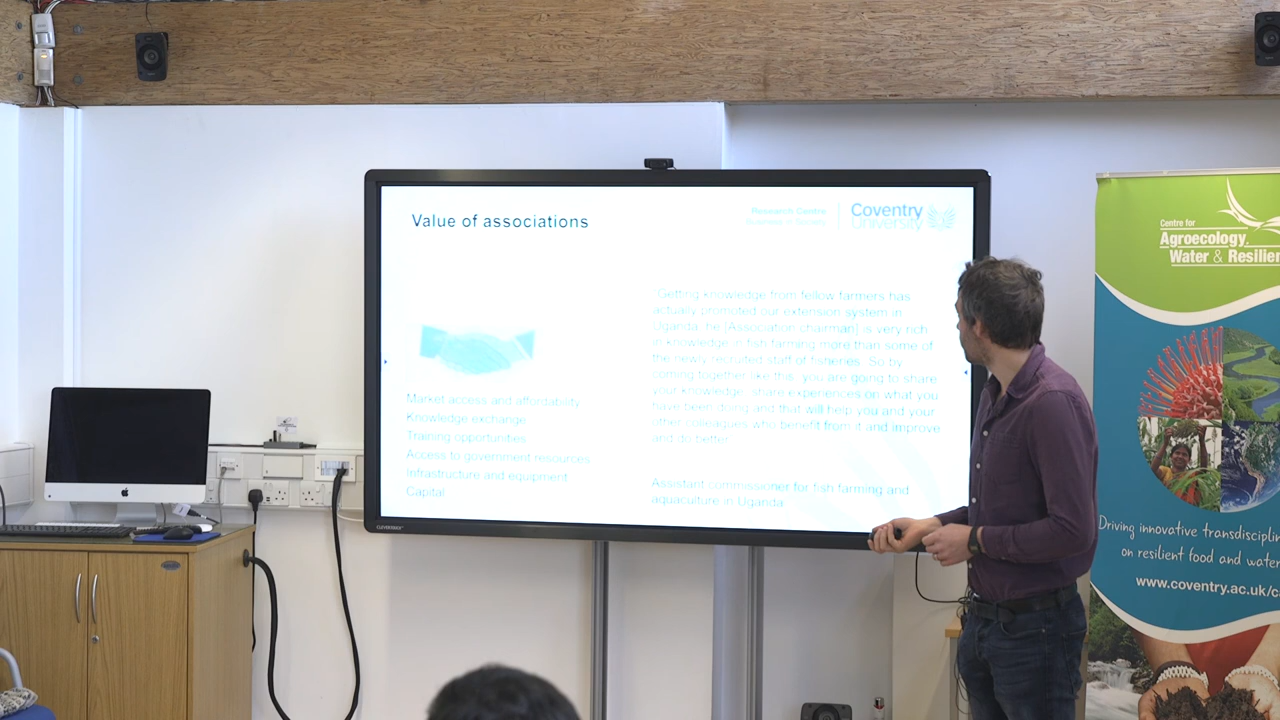 Value of associations
Research Centre
Coventry
University
Market access and affordability
Knowledge exchange
Training opportunities
Access to government resources
Infrastructure and equipment
Capital
Getting knowledge from fellow farmers has
actually promoted our extension system in
Uganda, he [Association chairman] is very rich
in knowledge n fish farming more than some of
the newly recruited staff of fisheries. So by
coming together like this, you are going to share
your knowledge, share experiences on what you
have been doing and that will help you and your
other colleagues who benefit from it and improve
and do better
Assistant commissioner for fish farming and
aquaculture in Uganda
CLEVERTOUCH
Centre for
Agroecology,
Water & Resilien
Driving innovative transdisciplin
on resilient food and water
www.coventry.ac.uk/c